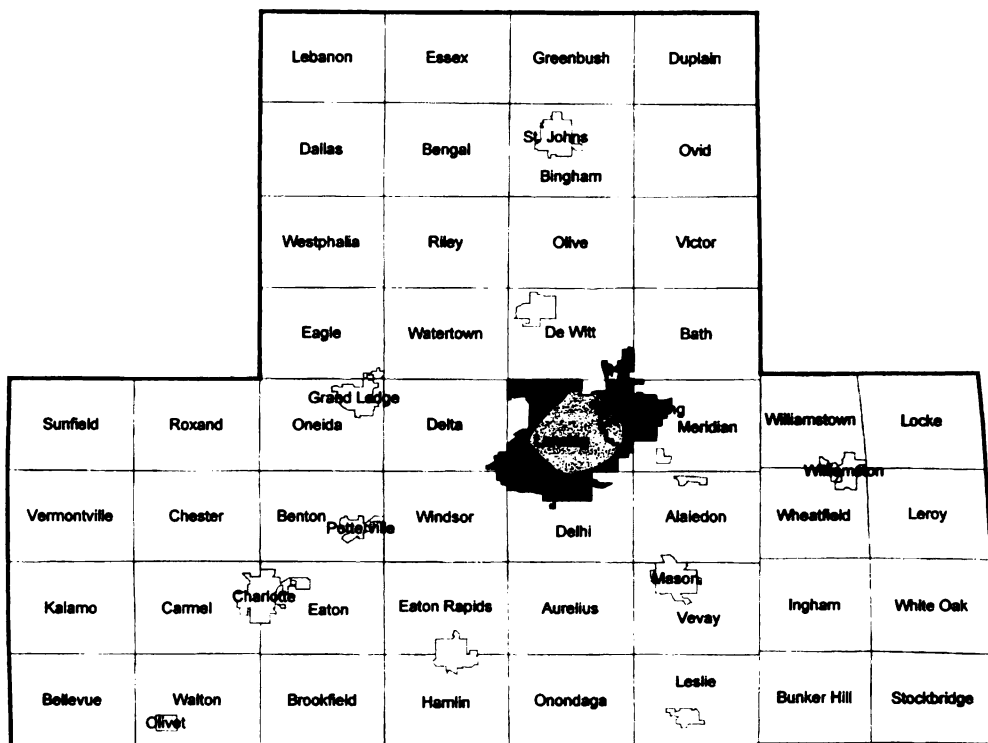 Lebanon Essex Greenbush Duplain
Dallas Bengal St. Johns Ovid
Bingham
Westphalia Riley Olive Victor
Eagle Watertown De Witt Bath
Grand Ledge
Sunfield Roxand Oneida Delta Meridian Williamstown Locke
Williamston
Vermontville Chester Benton Potterville Windsor Delhi Alaiedon Wheatfield Leroy
Mason
Kalamo Carmel Charlotte Eaton Eaton Rapids Aurelius Vevay Ingham White Oak
Bellevue Walton Brookfield Hamlin Onondaga Leslie Bunker Hill Stockbridge
Olivet